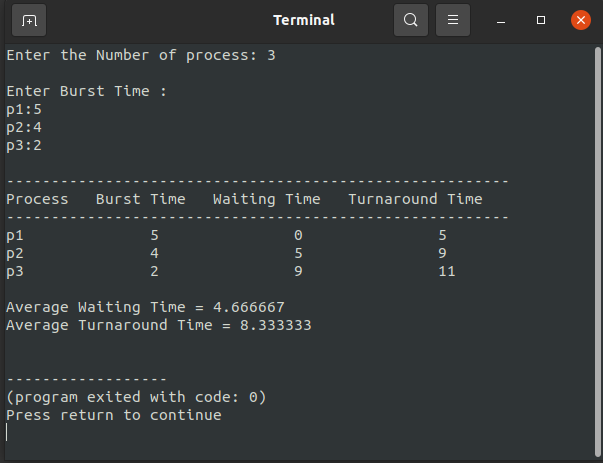 Terminal
Enter the Number of process: 3
Enter Burst Time :
p1:5
p2:4
p3:2
--------------------------------------------------------
Process   Burst Time   Waiting Time   Turnaround Time
--------------------------------------------------------
p1              5               0               5
p2              4               5               9
p3              2               9               11
Average Waiting Time = 4.666667
Average Turnaround Time = 8.333333
------------------
(program exited with code: 0)
Press return to continue